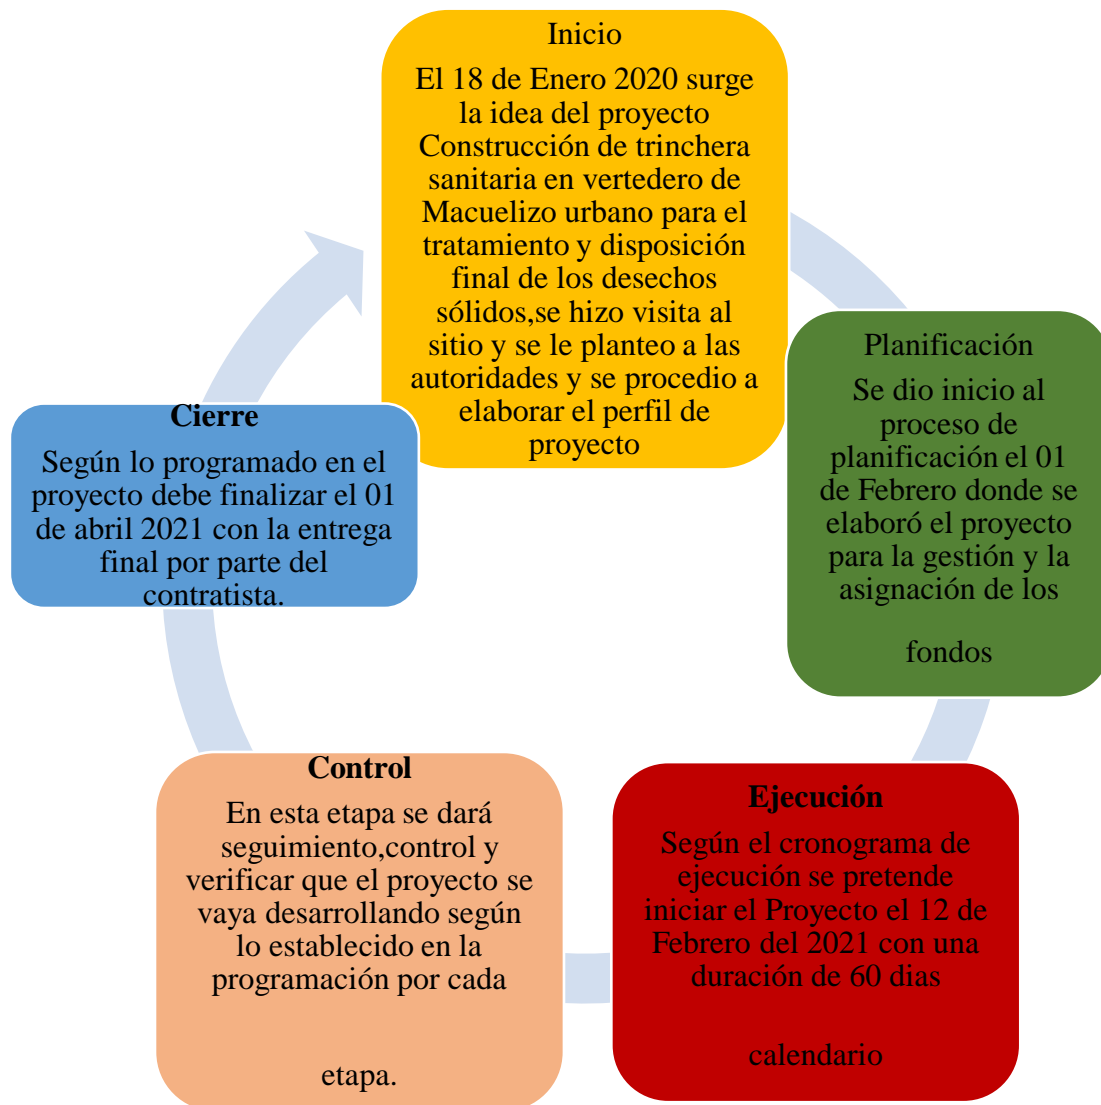 Inicio
El 18 de Enero 2020 surge
la idea del proyecto
Construcción de trinchera
sanitaria en vertedero de
Macuelizo urbano para el
tratamiento y disposición
final de los desechos
sólidos,se hizo visita al
sitio y se le planteo a las
autoridades y se procedio a
elaborar el perfil de
proyecto
Planificación
Se dio inicio al
proceso de
planificación el 01
de Febrero donde se
elaboró el proyecto
para la gestión y la
asignación de los
fondos
Ejecución
Según el cronograma de
ejecución se pretende
iniciar el Proyecto el 12 de
Febrero del 2021 con una
duración de 60 dias
calendario
Control
En esta etapa se dará
seguimiento,control y
verificar que el proyecto se
vaya desarrollando según
lo establecido en la
programación por cada
etapa.
Cierre
Según lo programado en el
proyecto debe finalizar el 01
de abril 2021 con la entrega
final por parte del
contratista.